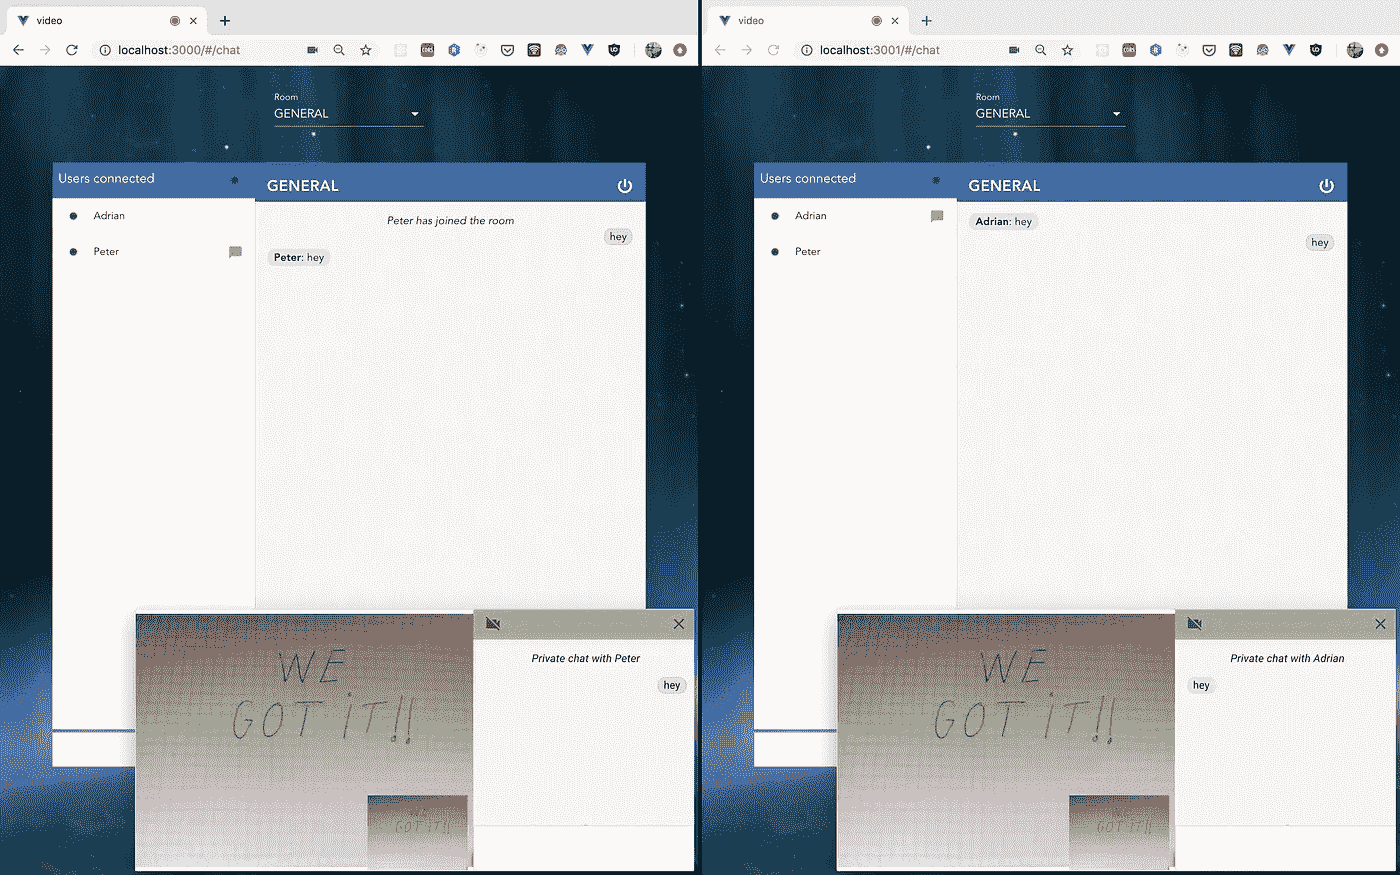 video
localhost:3000/#/chat
Room
GENERAL
Users connected
GENERAL
Adrian
Peter
Peter has joined the room
hey
Peter: hey
Private chat with Peter
hey
WE
GOT IT!!
WE
GOT IT!!
video
localhost:3001/#/chat
Room
GENERAL
Users connected
GENERAL
Adrian
Peter
Adrian: hey
hey
Private chat with Adrian
hey
WE
GOT IT!!
WE
GOT IT!!